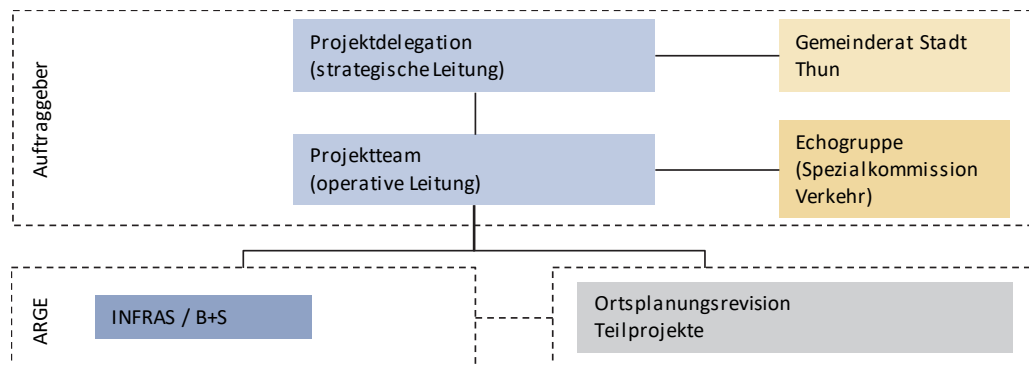 Auftraggeber
Projektdelegation
(strategische Leitung)
Gemeinderat Stadt
Thun
Projektteam
(operative Leitung)
Echogruppe
(Spezialkommission
Verkehr)
ARGE
INFRAS / B+S
Ortsplanungsrevision
Teilprojekte